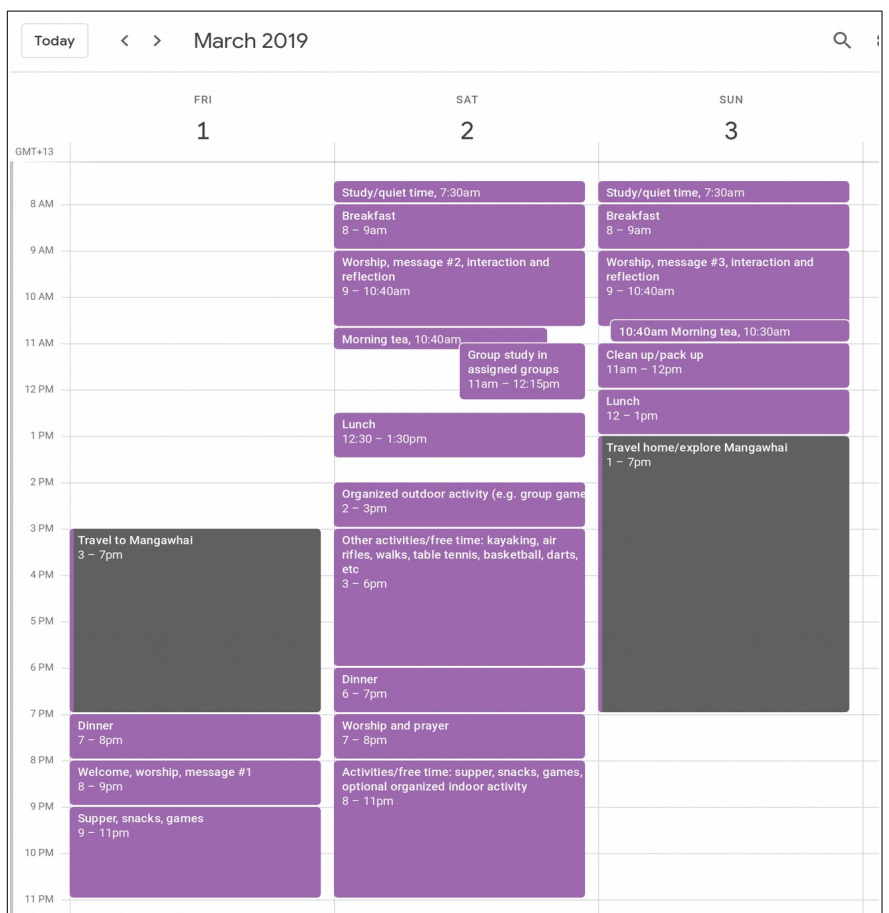 Today
March 2019
FRI
SAT
SUN
1
2
3
GMT+13
8 AM
9 AM
10 AM
11 AM
12 PM
1 PM
2 PM
3 PM
4 PM
5 PM
6 PM
7 PM
8 PM
9 PM
10 PM
11 PM
Travel to Mangawhai
3 – 7pm
Dinner
7 – 8pm
Welcome, worship, message #1
8 – 9pm
Supper, snacks, games
9 – 11pm
Study/quiet time, 7:30am
Breakfast
8 – 9am
Worship, message #2, interaction and
reflection
9 – 10:40am
Morning tea, 10:40am
Group study in
assigned groups
11am – 12:15pm
Lunch
12:30 – 1:30pm
Organized outdoor activity (e.g. group game
2 – 3pm
Other activities/free time: kayaking, air
rifles, walks, table tennis, basketball, darts,
etc
3 – 6pm
Dinner
6 – 7pm
Worship and prayer
7 – 8pm
Activities/free time: supper, snacks, games,
optional organized indoor activity
8 – 11pm
Study/quiet time, 7:30am
Breakfast
8 – 9am
Worship, message #3, interaction and
reflection
9 – 10:40am
10:40am Morning tea, 10:30am
Clean up/pack up
11am – 12pm
Lunch
12 – 1pm
Travel home/explore Mangawhai
1 – 7pm